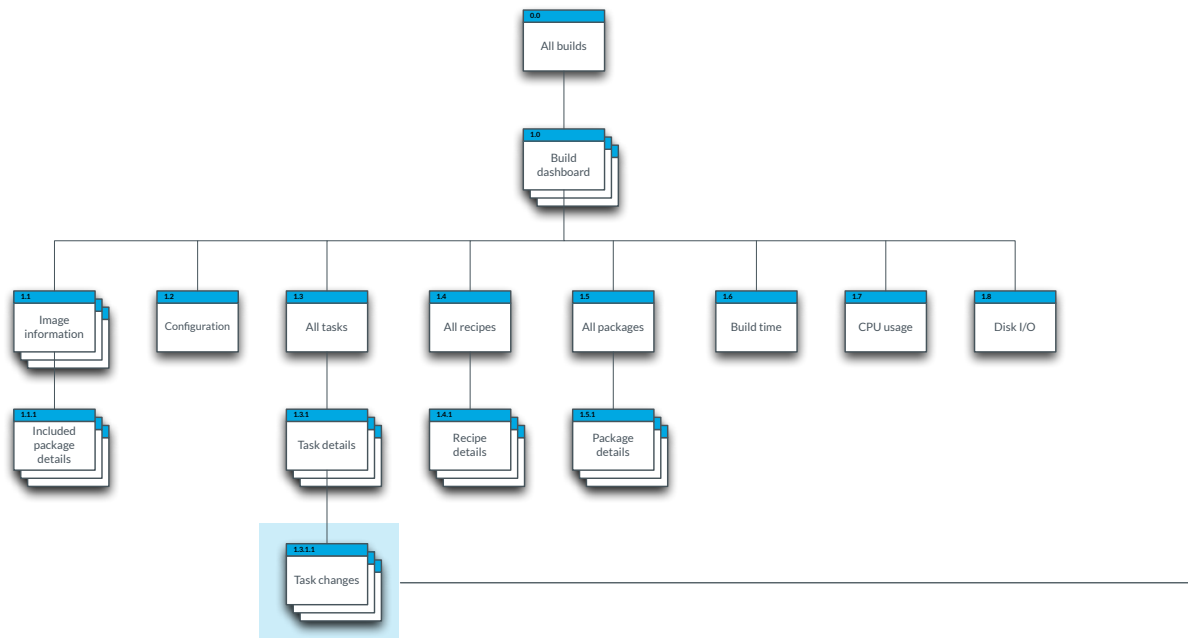 0.0
All builds
1.0
Build
dashboard
1.1
Image
information
1.2
Configuration
1.3
All tasks
1.4
All recipes
1.5
All packages
1.6
Build time
1.7
CPU usage
1.8
Disk I/O
1.1.1
Included
package
details
1.3.1
Task details
1.4.1
Recipe
details
1.5.1
Package
details
1.3.1.1
Task changes